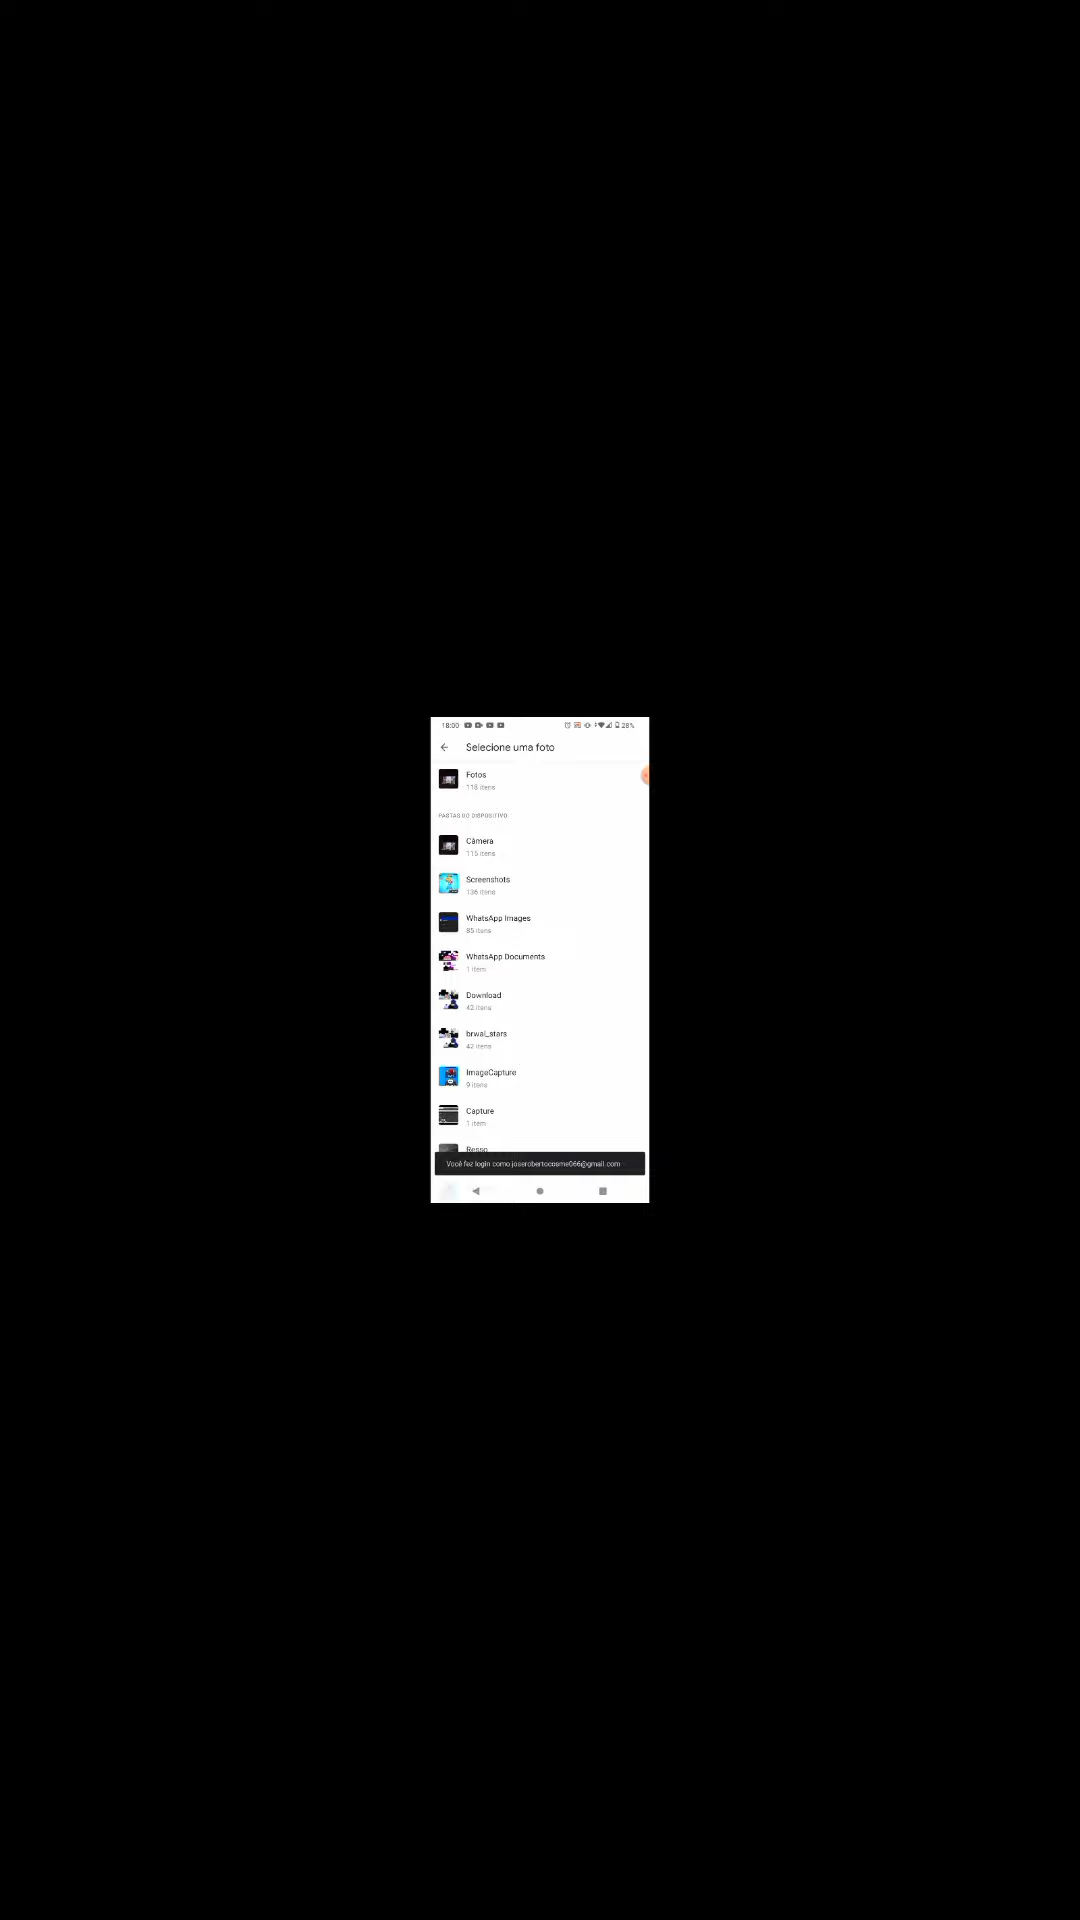 18:00
28%
Selecione uma foto
Fotos
118 itens
PASTAS DO DISPOSITIVO
Câmera
115 itens
Screenshots
136 itens
WhatsApp Images
85 itens
WhatsApp Documents
1 item
Download
42 itens
brwal_stars
42 itens
ImageCapture
9 itens
Capture
1 item
Resso
Você fez login como joserobertocosme066@gmail.com